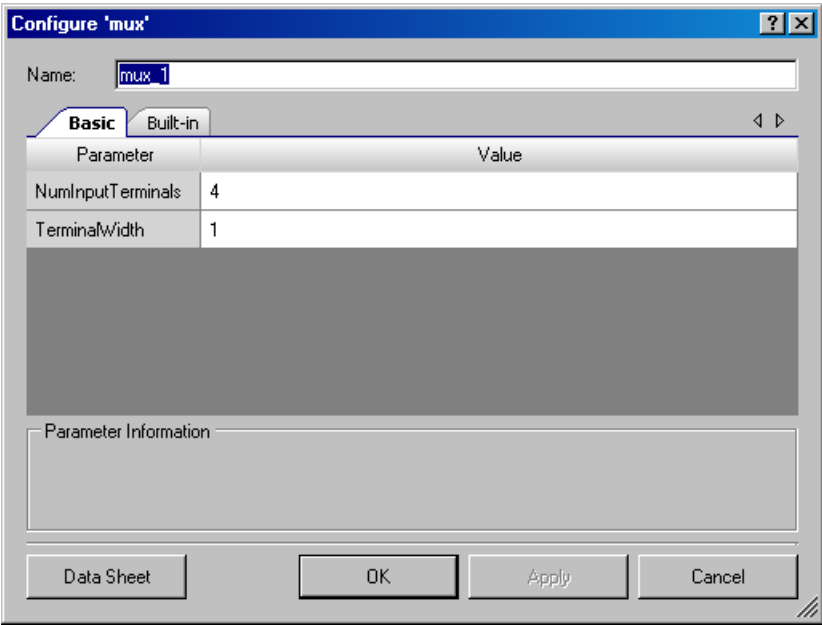 Configure 'mux'
Name: mux_1
Basic Built-in
Parameter Value
NumInputTerminals 4
TerminalWidth 1
Parameter Information
Data Sheet OK Apply Cancel